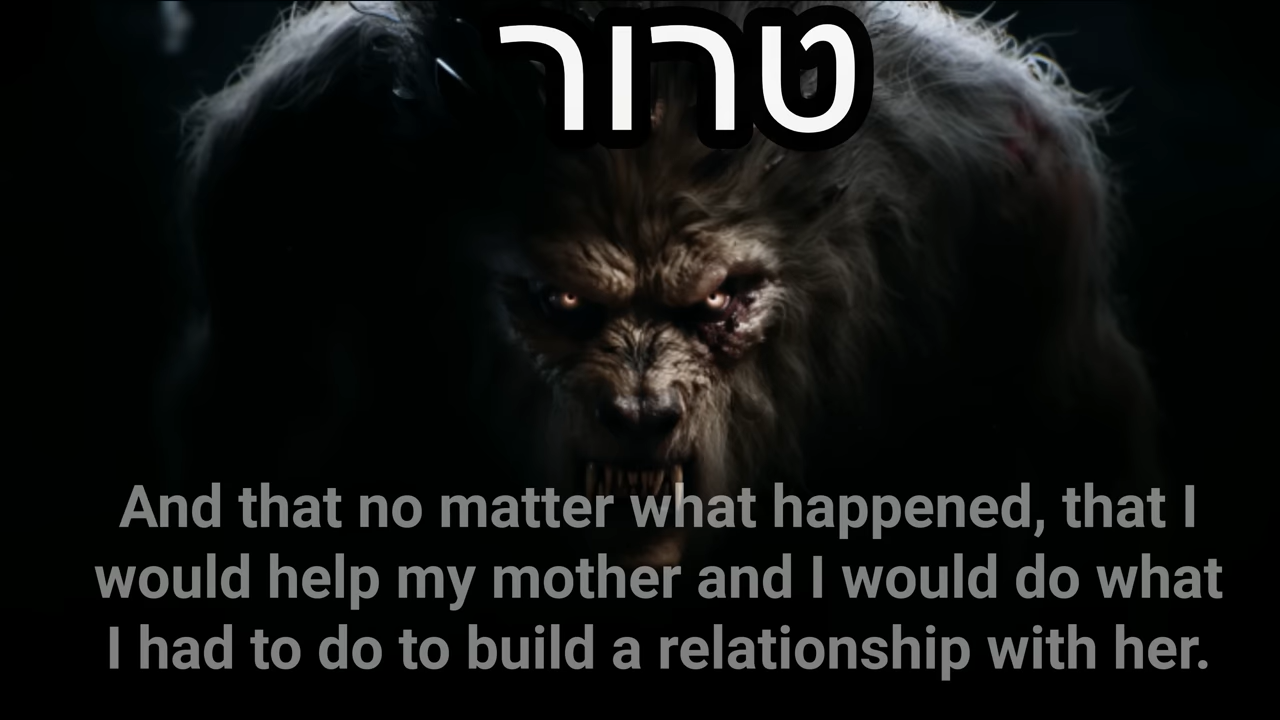 טרור
And that no matter what happened, that I
would help my mother and I would do what
I had to do to build a relationship with her.